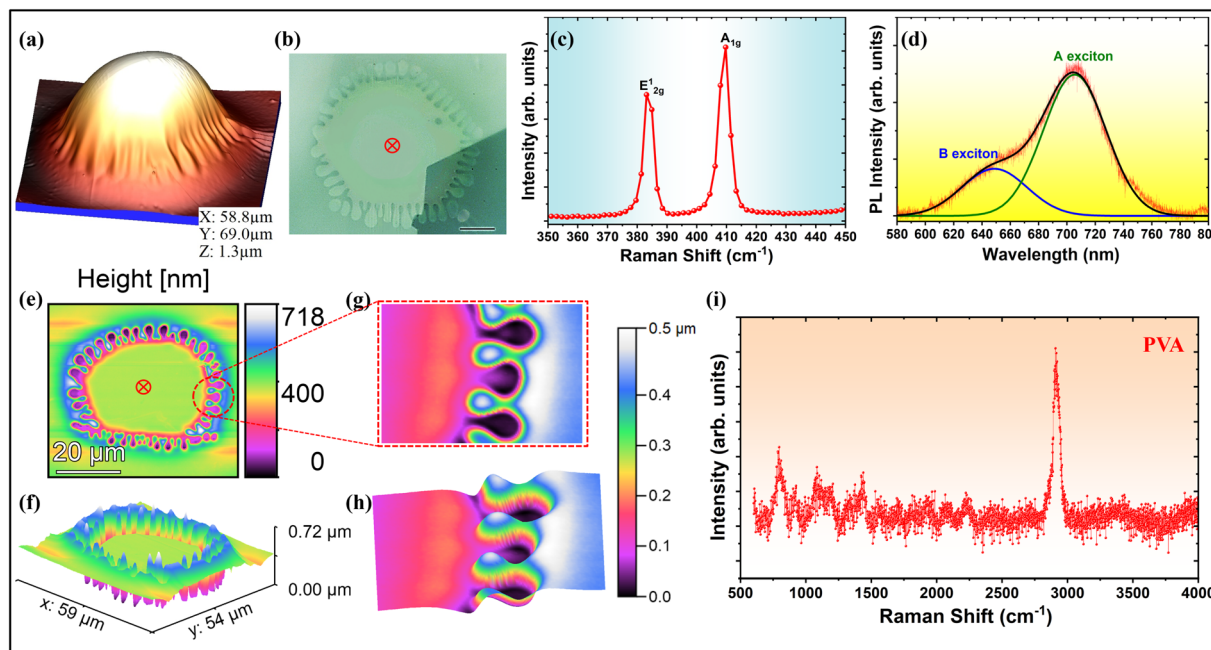 (a)
X: 58.8µm
Y: 69.0µm
Z: 1.3µm
(b)
(c)
Intensity (arb. units)
E¹₂g
A₁g
350 360 370 380 390 400 410 420 430 440 450
Raman Shift (cm⁻¹)
(d)
PL Intensity (arb. units)
A exciton
B exciton
580 600 620 640 660 680 700 720 740 760 780 80
Wavelength (nm)
Height [nm]
(e)
20 µm
718
400
0
(f)
0.72 µm
0.00 µm
x: 59 µm
y: 54 µm
(g)
(h)
0.5 µm
0.4
0.3
0.2
0.1
0.0
(i)
PVA
Intensity (arb. units)
500 1000 1500 2000 2500 3000 3500 4000
Raman Shift (cm⁻¹)